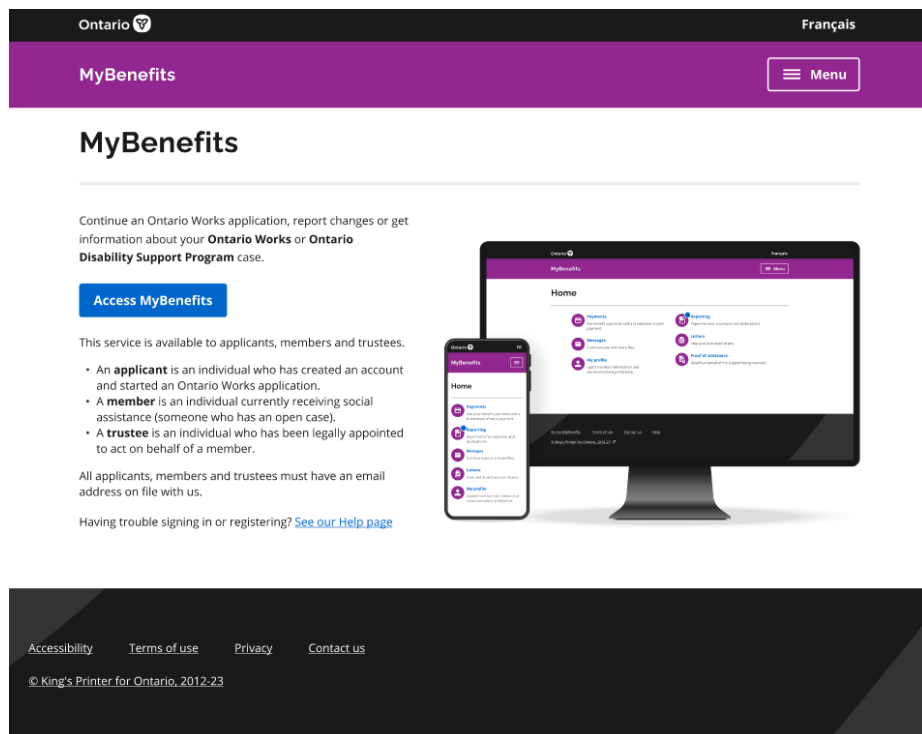 Ontario
Français
MyBenefits
Menu
MyBenefits
Continue an Ontario Works application, report changes or get
information about your Ontario Works or Ontario
Disability Support Program case.
Access MyBenefits
This service is available to applicants, members and trustees.
• An applicant is an individual who has created an account
and started an Ontario Works application.
• A member is an individual currently receiving social
assistance (someone who has an open case).
• A trustee is an individual who has been legally appointed
to act on behalf of a member.
All applicants, members and trustees must have an email
address on file with us.
Having trouble signing in or registering? See our Help page
Ontario
FR
MyBenefits
Home
Payments
Reporting
Messages
Letters
My profile
Ontario
Français
MyBenefits
Menu
Home
Payments
Messages
My profile
Reporting
Letters
Proof of assistance
Accessibility
Terms of use
Privacy
Contact us
© King's Printer for Ontario, 2012-23